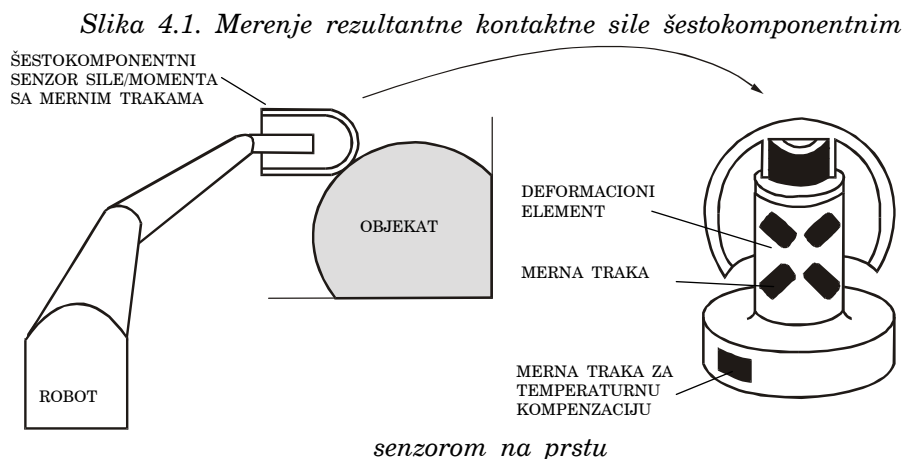 Slika 4.1. Merenje rezultantne kontaktne sile šestokomponentnim
ŠESTOKOMPONENTNI
SENZOR SILE/MOMENTA
SA MERNIM TRAKAMA
OBJEKAT
ROBOT
DEFORMACIONI
ELEMENT
MERNA TRAKA
MERNA TRAKA ZA
TEMPERATURNU
KOMPENZACIJU
senzorom na prstu